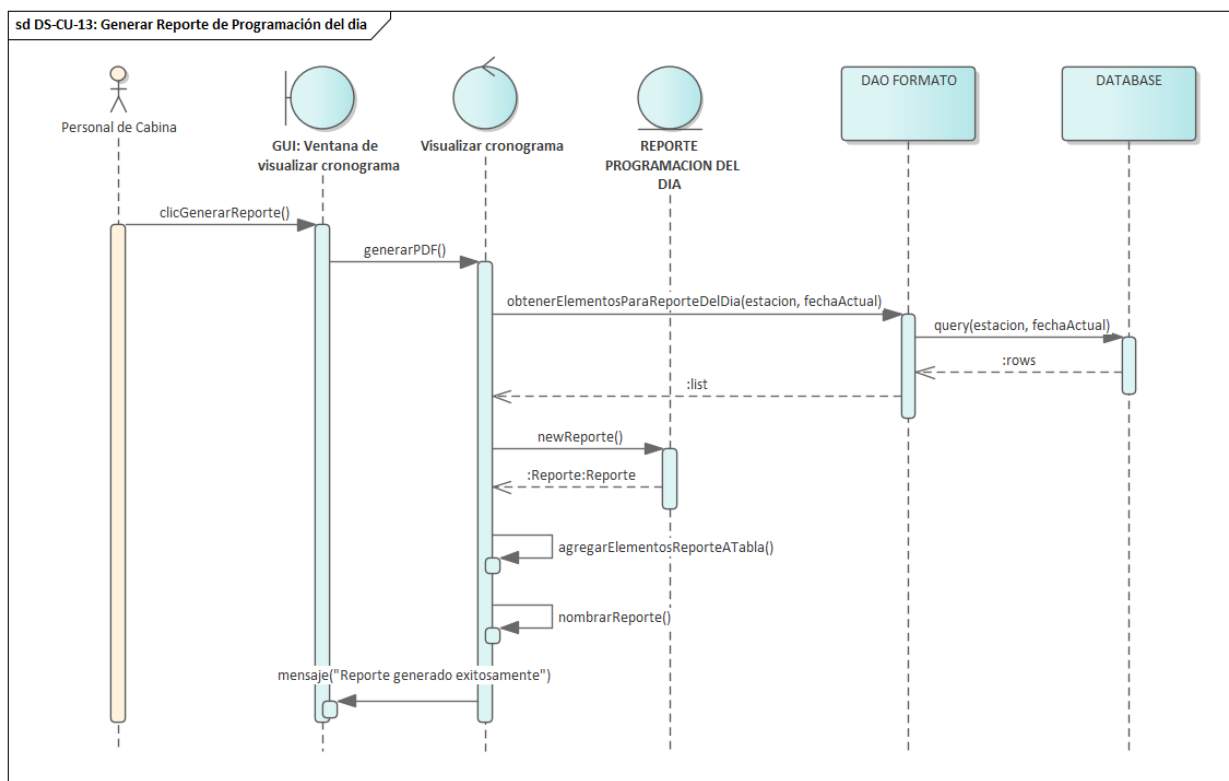 sd DS-CU-13: Generar Reporte de Programación del dia
Personal de Cabina
GUI: Ventana de
visualizar cronograma
Visualizar cronograma
REPORTE
PROGRAMACION DEL
DIA
DAO FORMATO
DATABASE
clicGenerarReporte()
generarPDF()
obtenerElementosParaReporteDelDia(estacion, fechaActual)
query(estacion, fechaActual)
:rows
:list
newReporte()
:Reporte:Reporte
agregarElementosReporteATabla()
nombrarReporte()
mensaje("Reporte generado exitosamente")